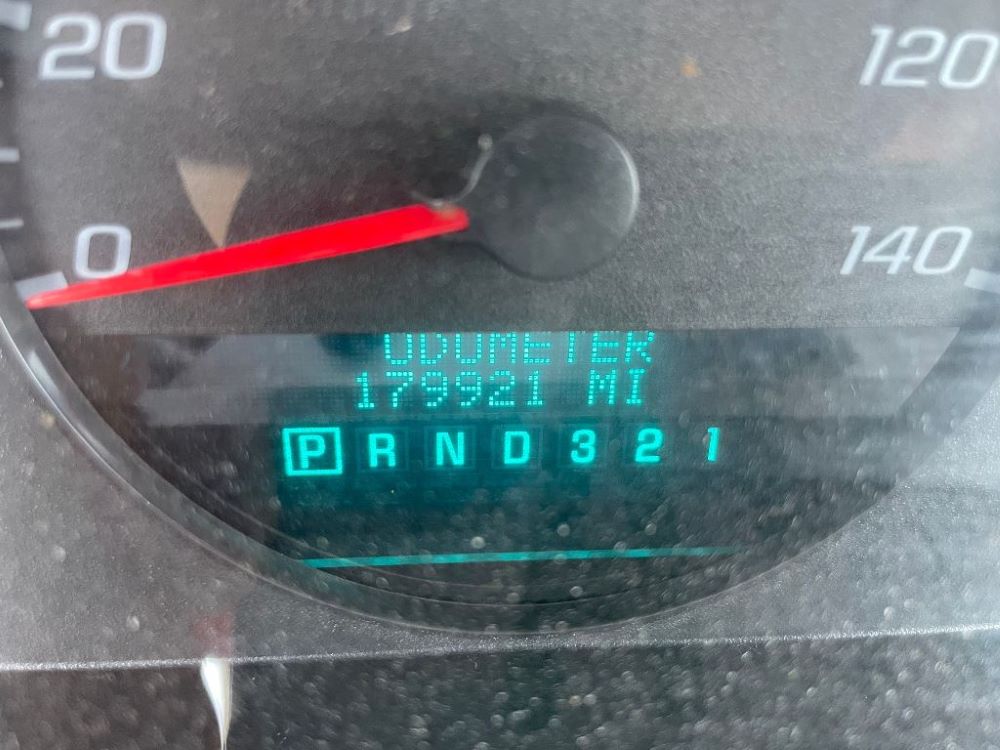 20 120
0 140
ODOMETER
179921 MI
P R N D 3 2 1